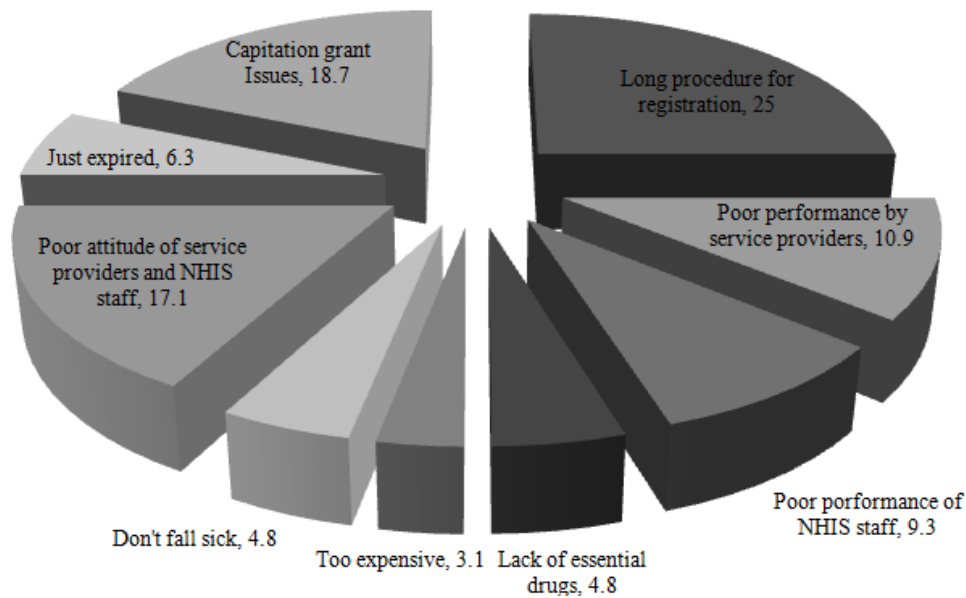 Capitation grant
Issues, 18.7
Long procedure for
registration, 25
Just expired, 6.3
Poor performance by
service providers, 10.9
Poor attitude of service
providers and NHIS
staff, 17.1
Poor porformance of
NHIS staff, 9.3
Don't fall sick, 4.8
Too expensive, 3.1
Lack of essential
drugs, 4.8